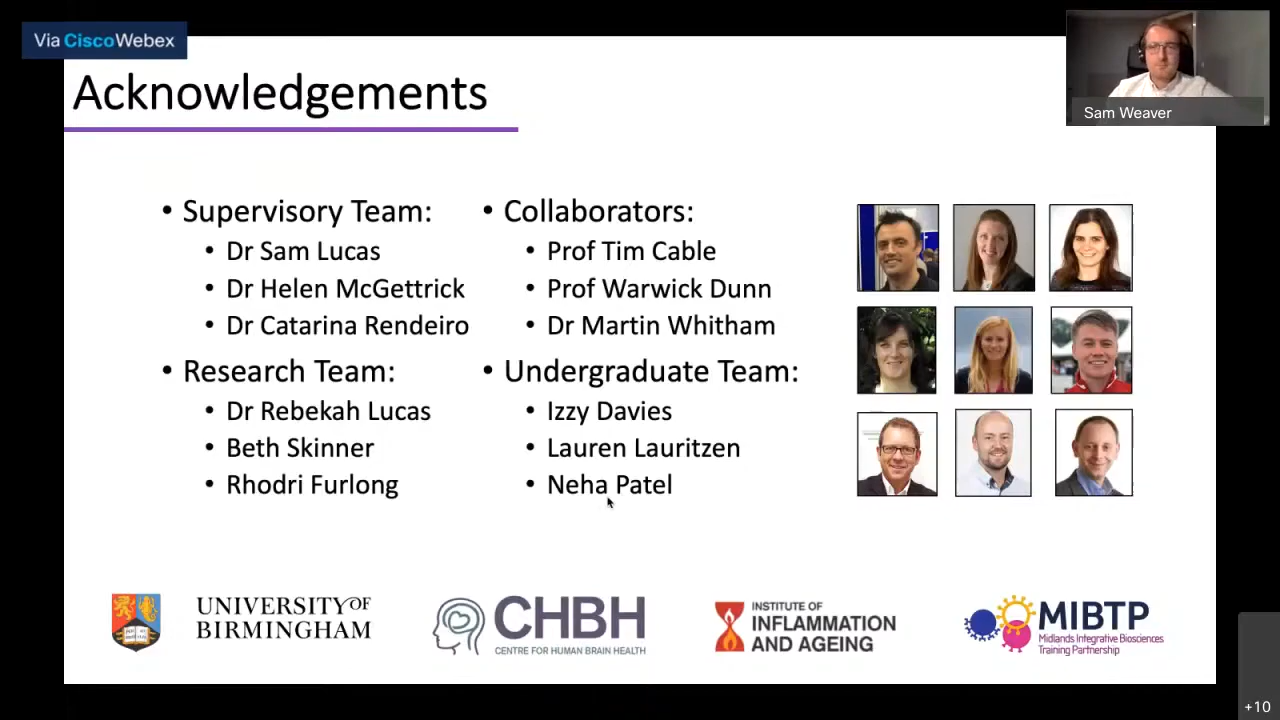 Via CiscoWebex
Sam Weaver
Acknowledgements
• Supervisory Team:
• Dr Sam Lucas
• Dr Helen McGettrick
• Dr Catarina Rendeiro
• Research Team:
• Dr Rebekah Lucas
• Beth Skinner
• Rhodri Furlong
• Collaborators:
• Prof Tim Cable
• Prof Warwick Dunn
• Dr Martin Whitham
• Undergraduate Team:
• Izzy Davies
• Lauren Lauritzen
• Neha Patel
UNIVERSITY OF
BIRMINGHAM
CHBH
CENTRE FOR HUMAN BRAIN HEALTH
INSTITUTE OF
INFLAMMATION
AND AGEING
MIBTP
Midlands Integrative Biosciences
Training Partnership
+10